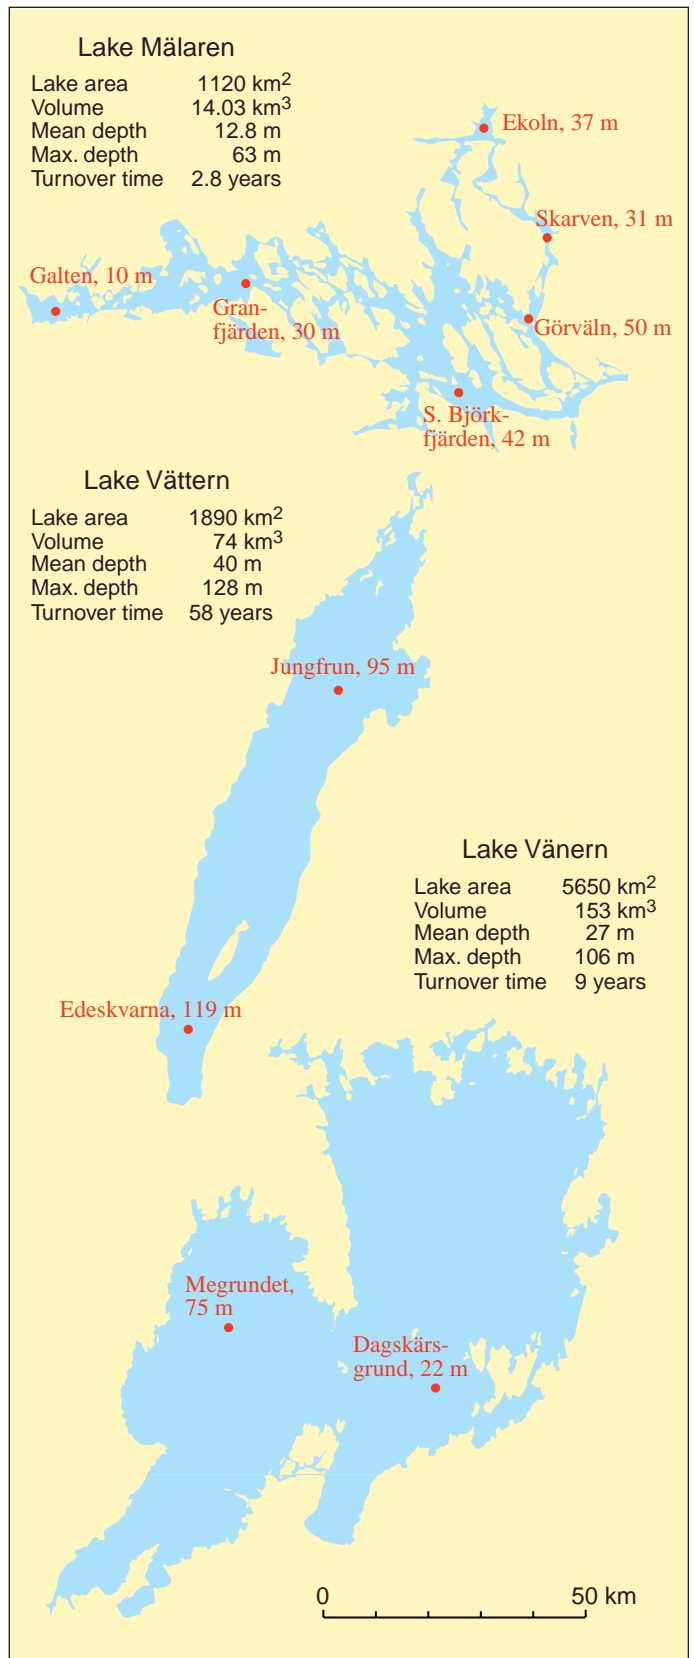 Lake Mälaren
Lake area 1120 km²
Volume 14.03 km³
Mean depth 12.8 m
Max. depth 63 m
Turnover time 2.8 years
Ekoln, 37 m
Skarven, 31 m
Galten, 10 m
Gran-
fjärden, 30 m
Görväln, 50 m
S. Björk-
fjärden, 42 m
Lake Vättern
Lake area 1890 km²
Volume 74 km³
Mean depth 40 m
Max. depth 128 m
Turnover time 58 years
Jungfrun, 95 m
Lake Vänern
Lake area 5650 km²
Volume 153 km³
Mean depth 27 m
Max. depth 106 m
Turnover time 9 years
Edeskvarna, 119 m
Megrundet,
75 m
Dagskärs-
grund, 22 m
0 50 km